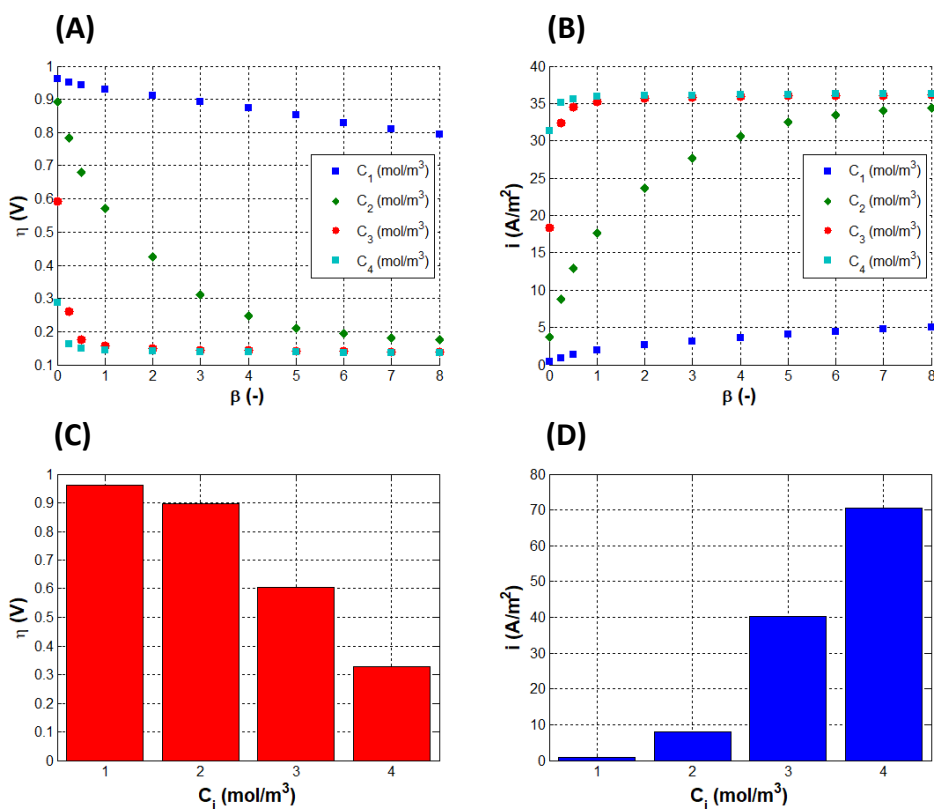 (A)
1
0.9
0.8
0.7
0.6
0.5
0.4
0.3
0.2
0.1
η (V)
C₁ (mol/m³)
C₂ (mol/m³)
C₃ (mol/m³)
C₄ (mol/m³)
0 1 2 3 4 5 6 7 8
β (-)
(B)
40
35
30
25
20
15
10
5
0
i (A/m²)
C₁ (mol/m³)
C₂ (mol/m³)
C₃ (mol/m³)
C₄ (mol/m³)
0 1 2 3 4 5 6 7 8
β (-)
(C)
1
0.9
0.8
0.7
0.6
0.5
0.4
0.3
0.2
0.1
0
η (V)
1 2 3 4
Cᵢ (mol/m³)
(D)
80
70
60
50
40
30
20
10
0
i (A/m²)
1 2 3 4
Cᵢ (mol/m³)